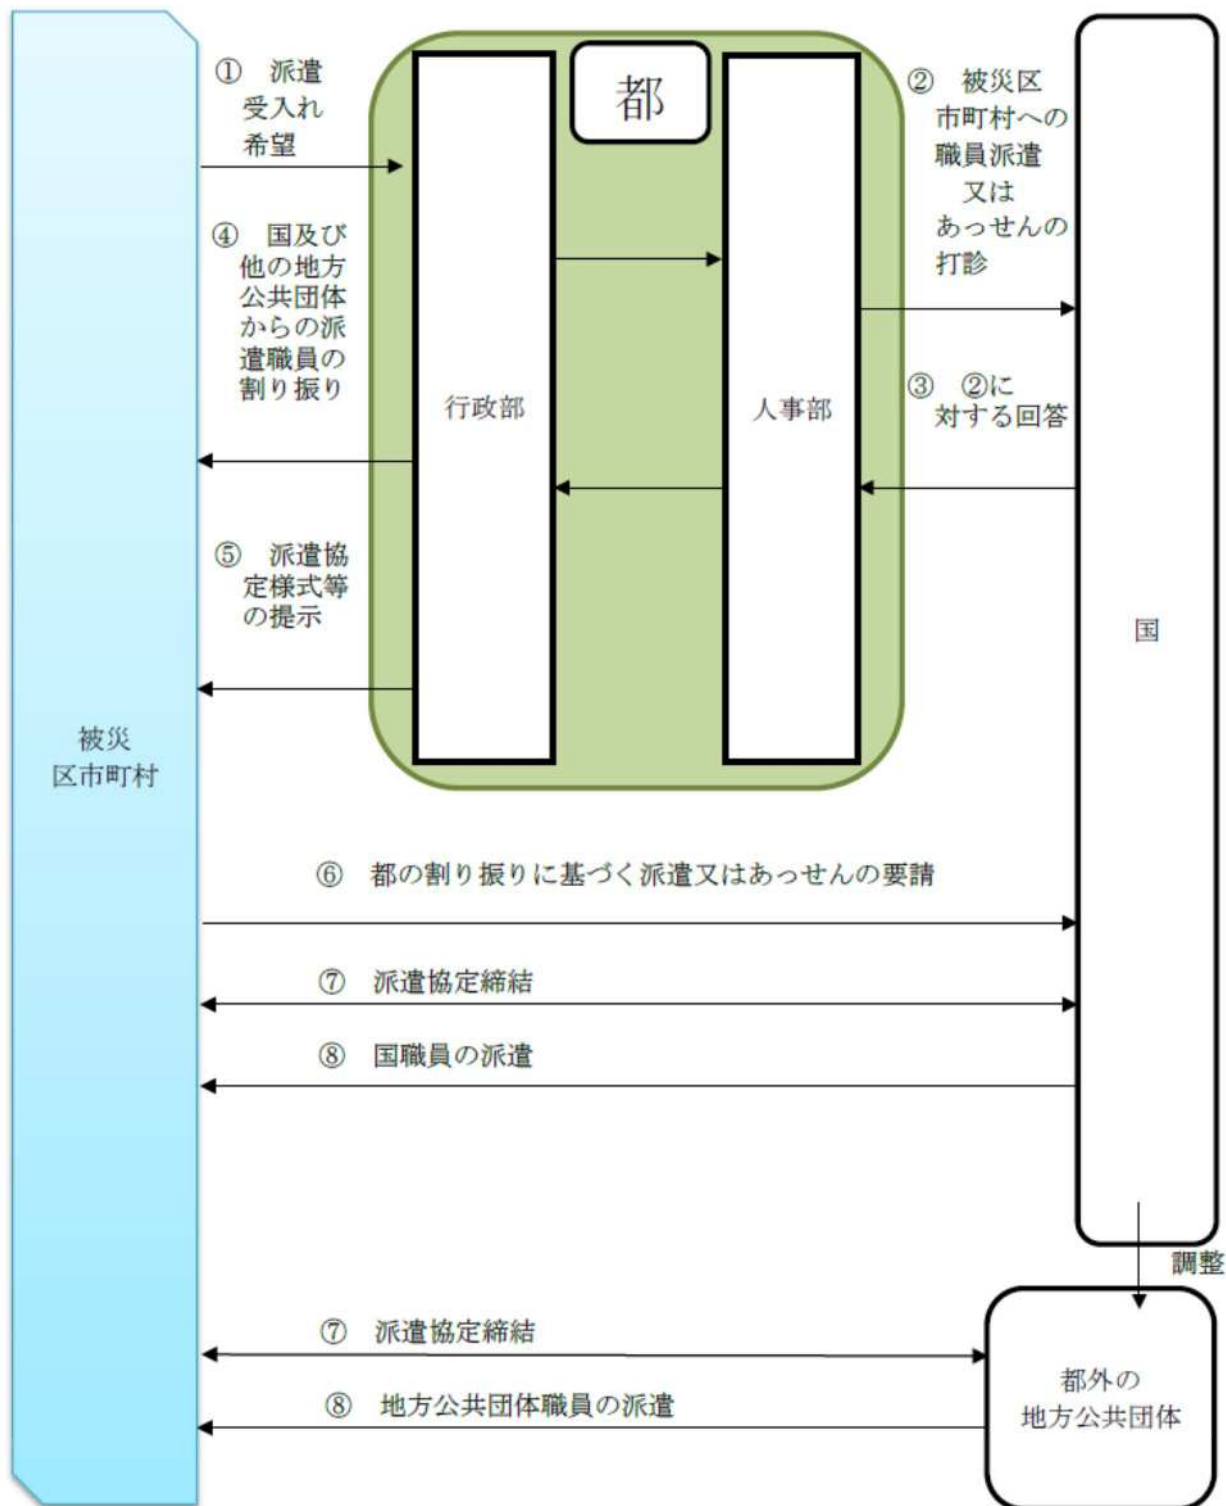 都
① 派遣
受入れ
希望
② 被災区
市町村への
職員派遣
又は
あっせんの
打診
④ 国及び
他の地方
公共団体
からの派
遣職員の
割り振り
③ ②に
対する回答
行政部
人事部
⑤ 派遣協
定様式等
の提示
国
被災
区市町村
⑥ 都の割り振りに基づく派遣又はあっせんの要請
⑦ 派遣協定締結
⑧ 国職員の派遣
調整
⑦ 派遣協定締結
都外の
地方公共団体
⑧ 地方公共団体職員の派遣